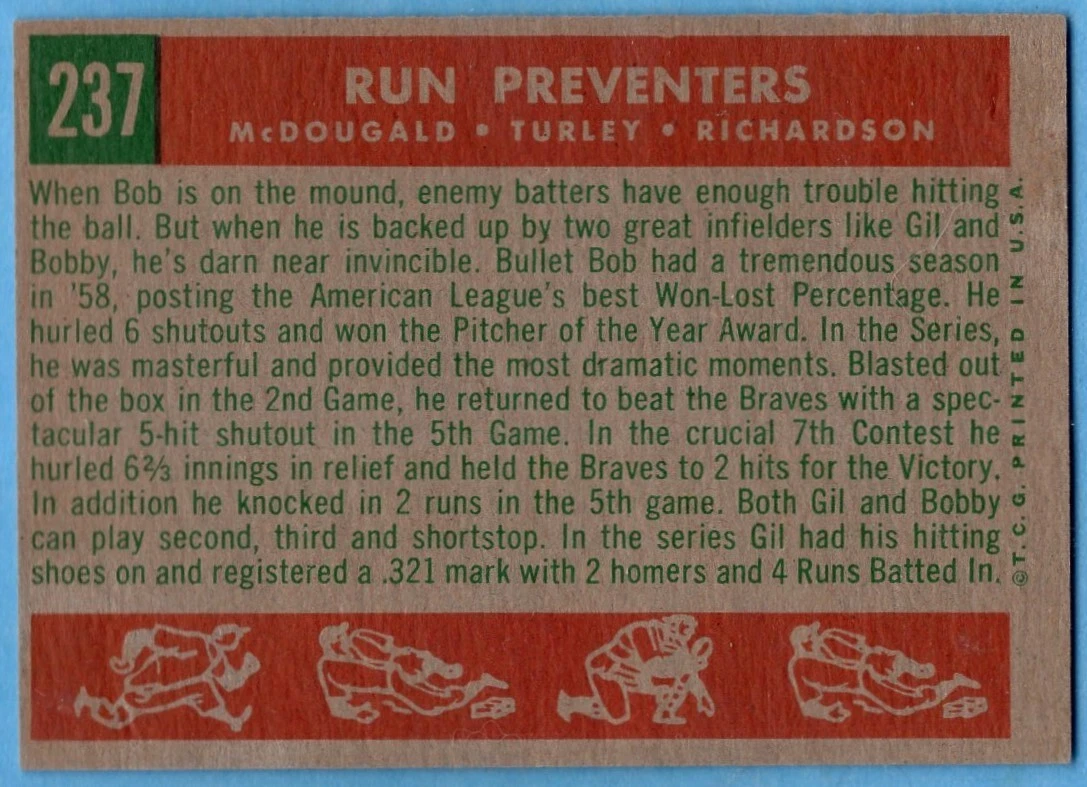 237
RUN PREVENTERS
McDOUGALD • TURLEY • RICHARDSON
When Bob is on the mound, enemy batters have enough trouble hitting
the ball. But when he is backed up by two great infielders like Gil and
Bobby, he's darn near invincible. Bullet Bob had a tremendous season
in '58, posting the American League's best Won-Lost Percentage. He
hurled 6 shutouts and won the Pitcher of the Year Award. In the Series,
he was masterful and provided the most dramatic moments. Blasted out
of the box in the 2nd Game, he returned to beat the Braves with a spec-
tacular 5-hit shutout in the 5th Game. In the crucial 7th Contest he
hurled 6⅔ innings in relief and held the Braves to 2 hits for the Victory.
In addition he knocked in 2 runs in the 5th game. Both Gil and Bobby
can play second, third and shortstop. In the series Gil had his hitting
shoes on and registered a .321 mark with 2 homers and 4 Runs Batted In.
©T.C.G. PRINTED IN U.S.A.